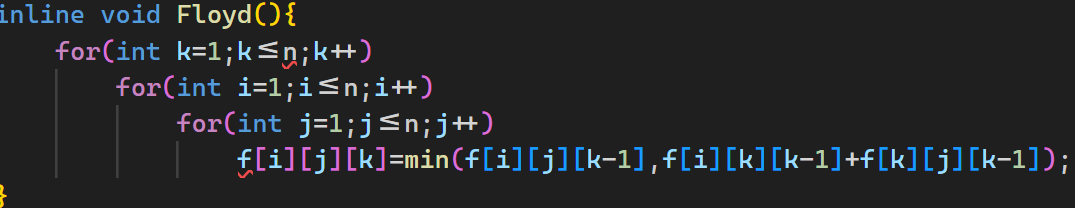 inline void Floyd(){
    for(int k=1;k<=n;k++)
        for(int i=1;i<=n;i++)
            for(int j=1;j<=n;j++)
                f[i][j][k]=min(f[i][j][k-1],f[i][k][k-1]+f[k][j][k-1]);
}